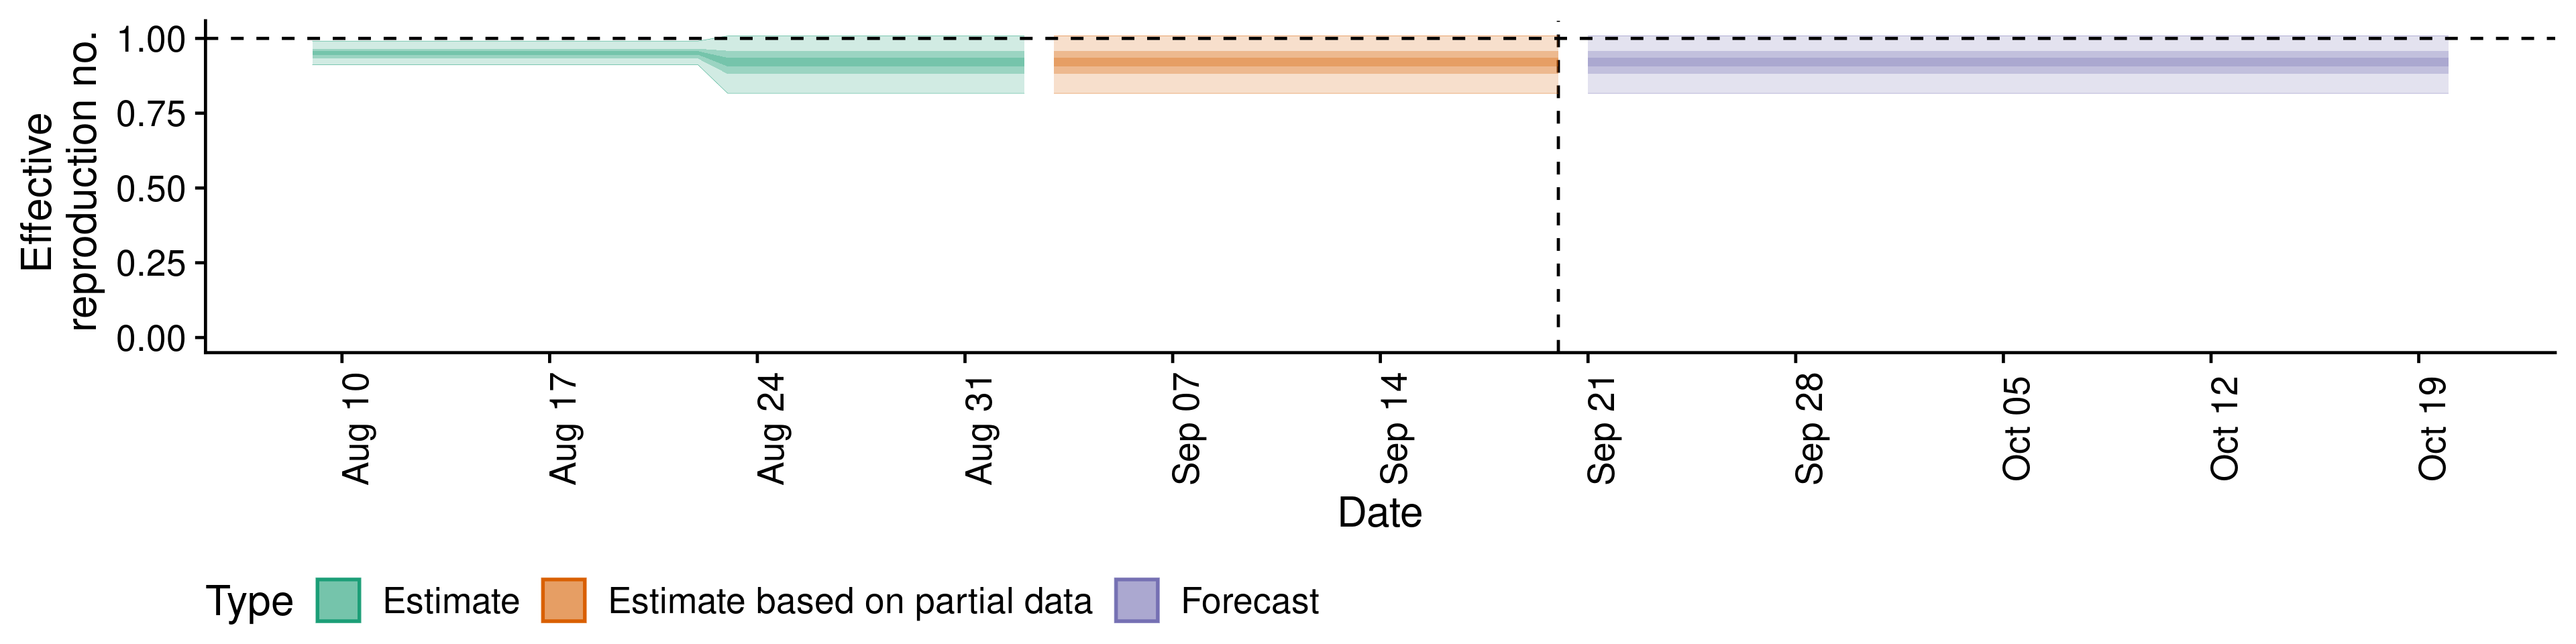 Effective
reproduction no.
1.00
0.75
0.50
0.25
0.00
Aug 10
Aug 17
Aug 24
Aug 31
Sep 07
Sep 14
Sep 21
Sep 28
Oct 05
Oct 12
Oct 19
Date
Type Estimate Estimate based on partial data Forecast